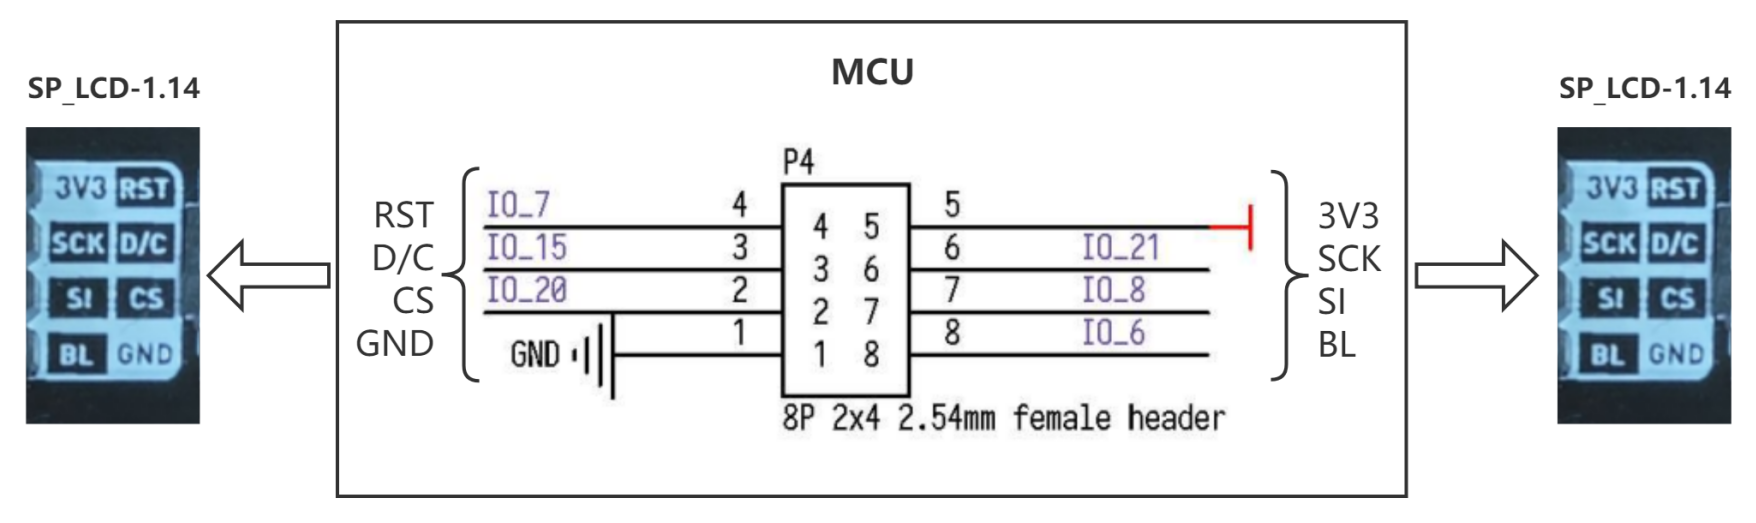 MCU
SP_LCD-1.14
3V3 RST
SCK D/C
SI CS
BL GND
RST
D/C
CS
GND
P4
IO_7 4 4 5 5
IO_15 3 3 6 6 IO_21
IO_20 2 2 7 7 IO_8
GND 1 1 8 8 IO_6
8P 2x4 2.54mm female header
3V3
SCK
SI
BL
SP_LCD-1.14
3V3 RST
SCK D/C
SI CS
BL GND